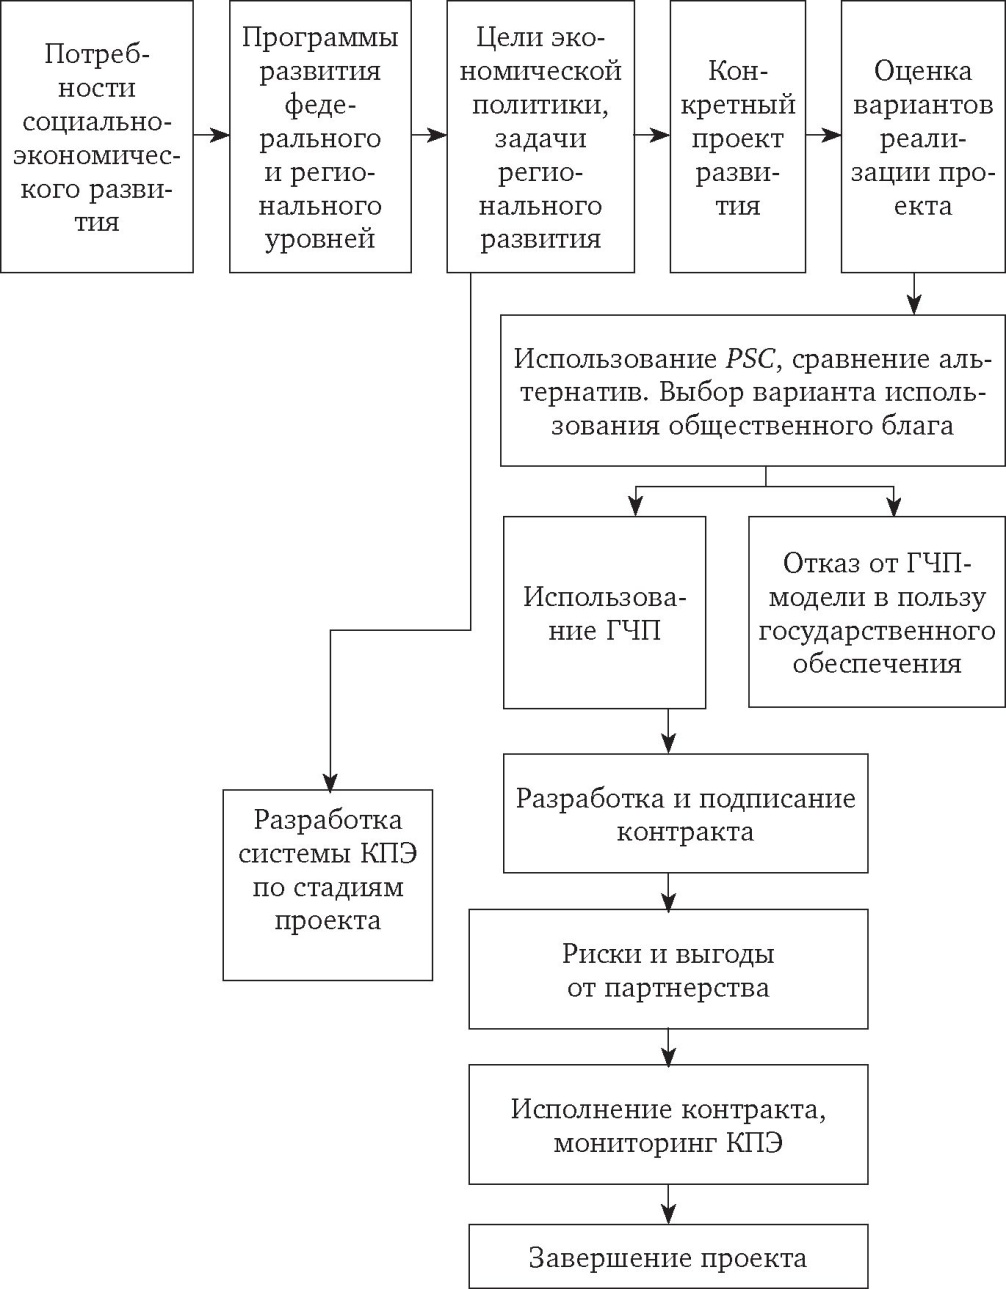 Потреб-
ности
социально-
экономичес-
кого разви-
тия
Программы
развития
феде-
рального
и регио-
нального
уровней
Цели эко-
номической
политики,
задачи
регио-
нального
развития
Кон-
кретный
проект
разви-
тия
Оценка
вариантов
реали-
зации про-
екта
Использование PSC, сравнение аль-
тернатив. Выбор варианта исполь-
зования общественного блага
Использова-
ние ГЧП
Отказ от ГЧП-
модели в пользу
государственного
обеспечения
Разработка и подписание
контракта
Разработка
системы КПЭ
по стадиям
проекта
Риски и выгоды
от партнерства
Исполнение контракта,
мониторинг КПЭ
Завершение проекта